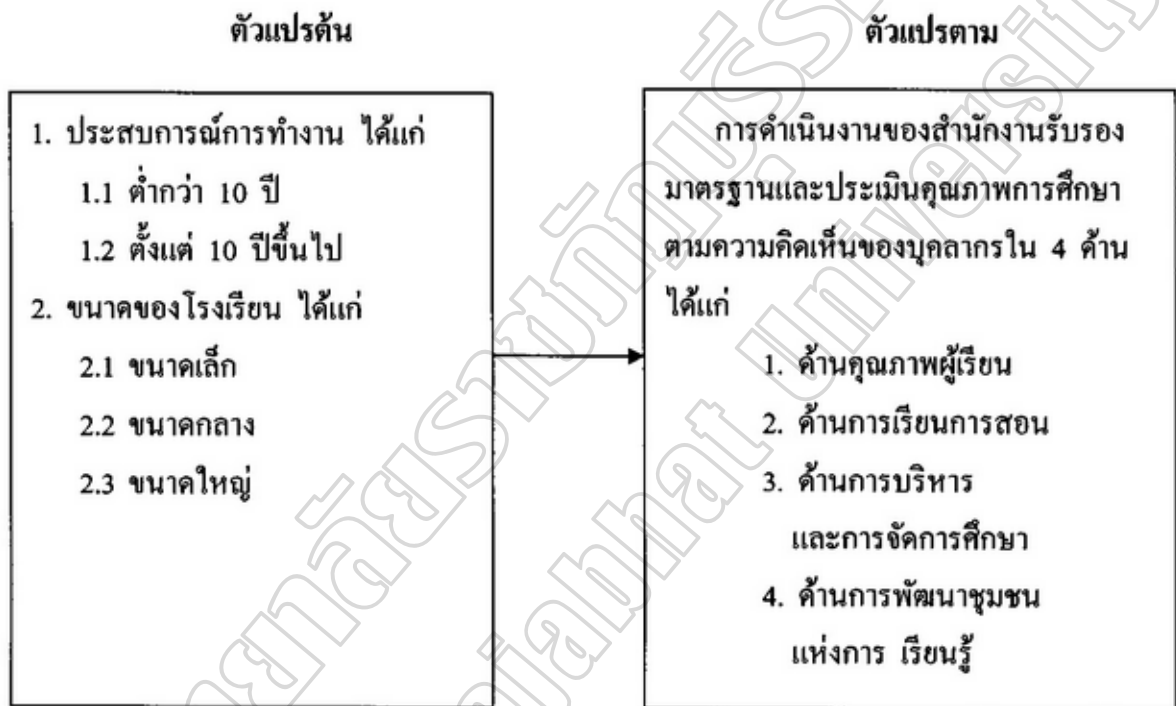 ตัวแปรต้น
1. ประสบการณ์การทำงาน ได้แก่
1.1 ต่ำกว่า 10 ปี
1.2 ตั้งแต่ 10 ปีขึ้นไป
2. ขนาดของโรงเรียน ได้แก่
2.1 ขนาดเล็ก
2.2 ขนาดกลาง
2.3 ขนาดใหญ่
ตัวแปรตาม
การดำเนินงานของสำนักงานรับรอง
มาตรฐานและประเมินคุณภาพการศึกษา
ตามความคิดเห็นของบุคลากรใน 4 ด้าน
ได้แก่
1. ด้านคุณภาพผู้เรียน
2. ด้านการเรียนการสอน
3. ด้านการบริหาร
และการจัดการศึกษา
4. ด้านการพัฒนาชุมชน
แห่งการ เรียนรู้
ยาลัยราชภัฏบุรี
njabhat University